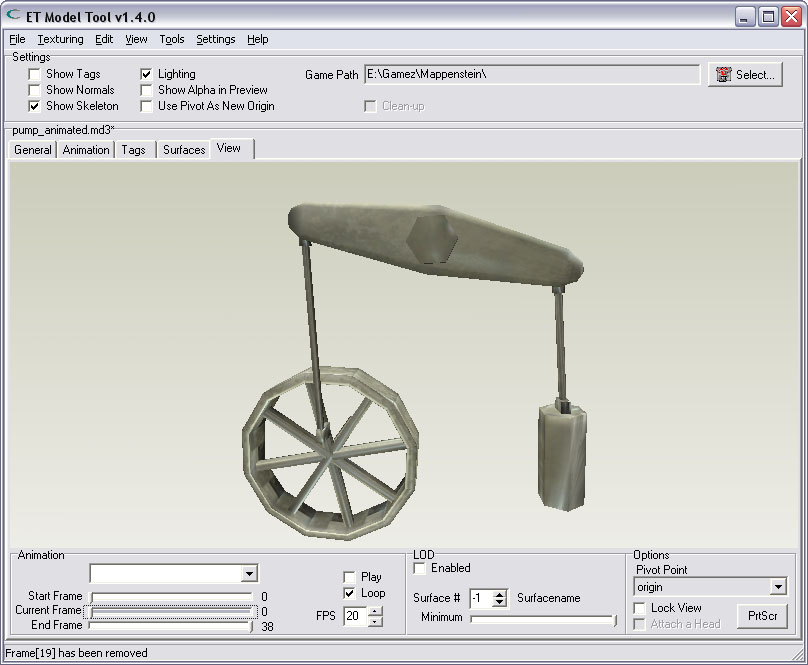 ET Model Tool v1.4.0
File Texturing Edit View Tools Settings Help
Settings
Show Tags Lighting Game Path E:\Gamez\Mappenstein\ Select...
Show Normals Show Alpha in Preview
Show Skeleton Use Pivot As New Origin Clean-up
pump_animated.md3*
General Animation Tags Surfaces View
Animation LOD Options
Enabled Pivot Point
Play origin
Start Frame 0 Loop Surface # -1 Surfacename Lock View
Current Frame 0 FPS 20 Minimum Attach a Head PrtScr
End Frame 38
Frame[19] has been removed